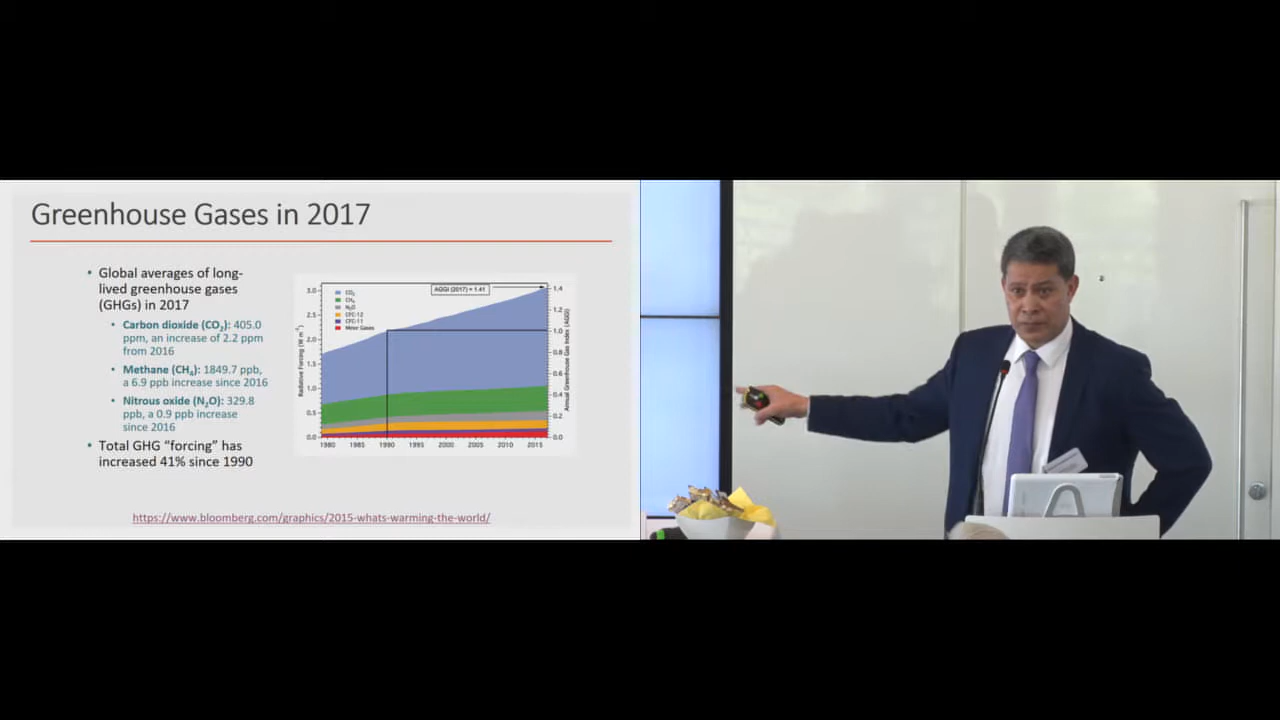 Greenhouse Gases in 2017
• Global averages of long-
lived greenhouse gases
(GHGs) in 2017
• Carbon dioxide (CO₂): 405.0
ppm, an increase of 2.2 ppm
from 2016
• Methane (CH₄): 1849.7 ppb,
a 6.9 ppb increase since 2016
• Nitrous oxide (N₂O): 329.8
ppb, a 0.9 ppb increase
since 2016
• Total GHG “forcing” has
increased 41% since 1990
AGGI (2017) = 1.41
CO₂
CH₄
N₂O
CFC-12
CFC-11
Minor Gases
Radiative Forcing (W m⁻²)
3.0
2.5
2.0
1.5
1.0
0.5
0.0
1.4
1.2
1.0
0.8
0.6
0.4
0.2
0.0
Annual Greenhouse Gas Index (AGGI)
1980 1985 1990 1995 2000 2005 2010 2015
https://www.bloomberg.com/graphics/2015-whats-warming-the-world/